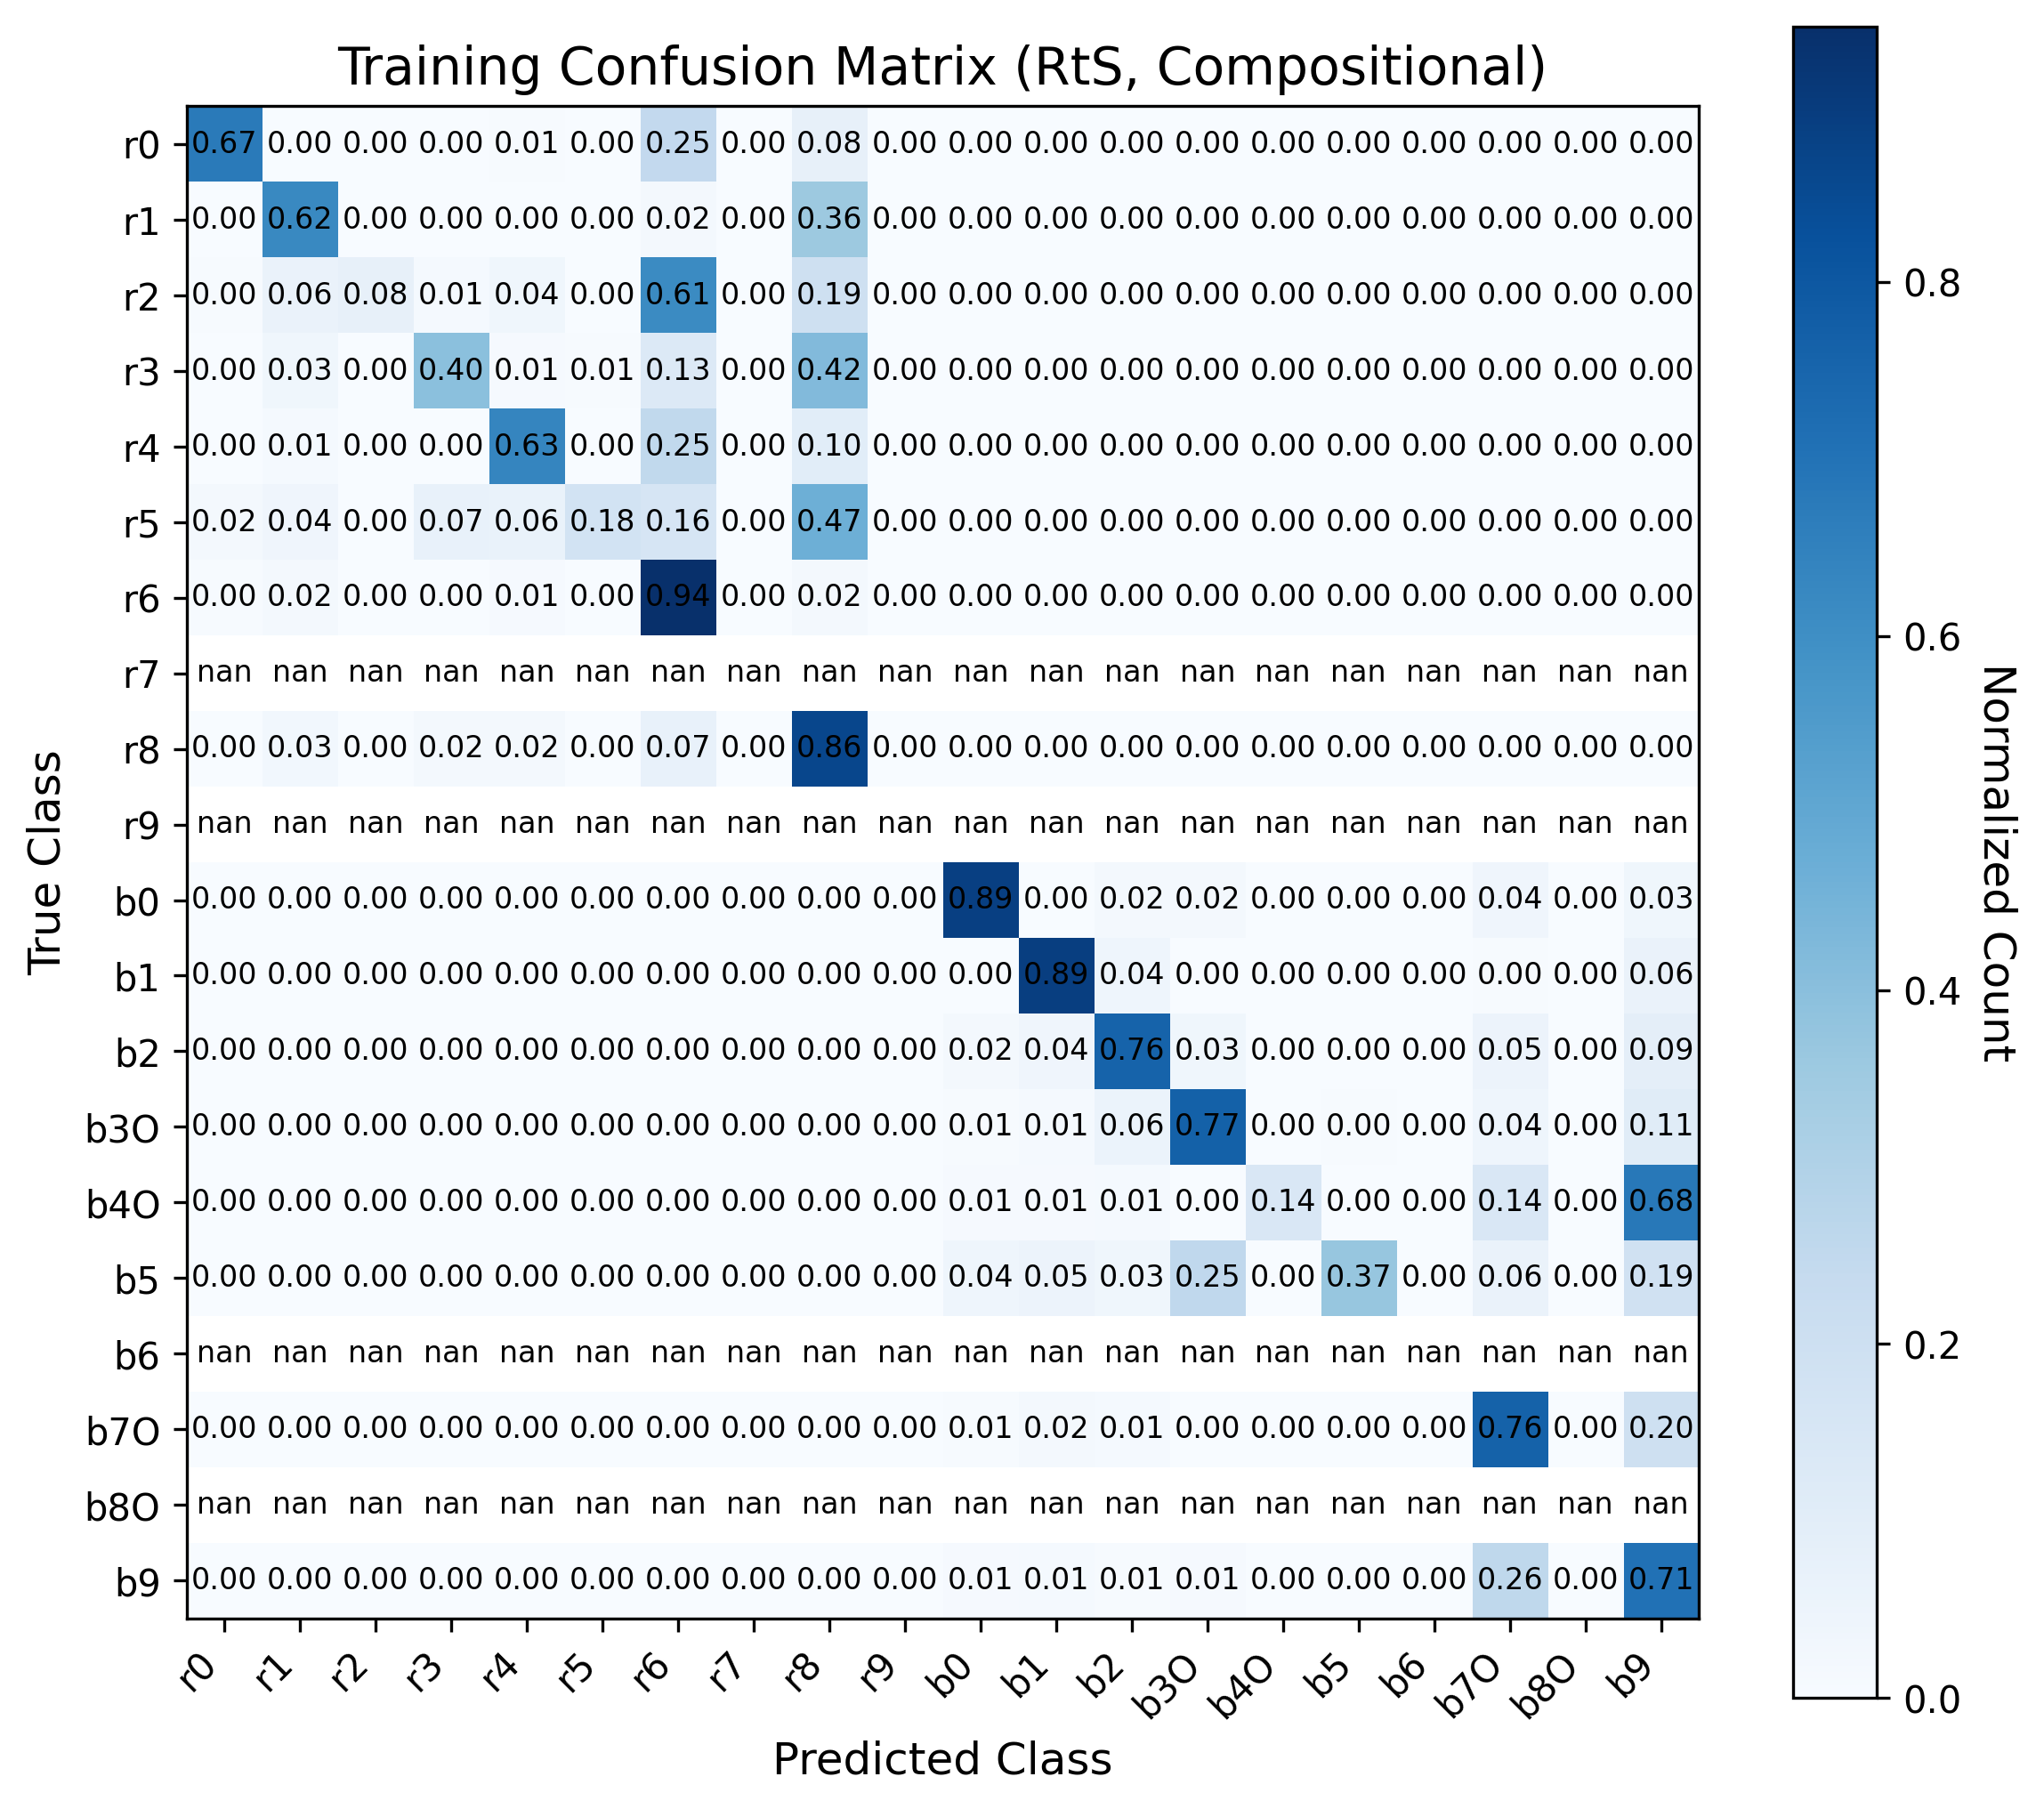 Training Confusion Matrix (RtS, Compositional)
r0 0.67 0.00 0.00 0.00 0.01 0.00 0.25 0.00 0.08 0.00 0.00 0.00 0.00 0.00 0.00 0.00 0.00 0.00 0.00 0.00
r1 0.00 0.62 0.00 0.00 0.00 0.00 0.02 0.00 0.36 0.00 0.00 0.00 0.00 0.00 0.00 0.00 0.00 0.00 0.00 0.00
r2 0.00 0.06 0.08 0.01 0.04 0.00 0.61 0.00 0.19 0.00 0.00 0.00 0.00 0.00 0.00 0.00 0.00 0.00 0.00 0.00
r3 0.00 0.03 0.00 0.40 0.01 0.01 0.13 0.00 0.42 0.00 0.00 0.00 0.00 0.00 0.00 0.00 0.00 0.00 0.00 0.00
r4 0.00 0.01 0.00 0.00 0.63 0.00 0.25 0.00 0.10 0.00 0.00 0.00 0.00 0.00 0.00 0.00 0.00 0.00 0.00 0.00
r5 0.02 0.04 0.00 0.07 0.06 0.18 0.16 0.00 0.47 0.00 0.00 0.00 0.00 0.00 0.00 0.00 0.00 0.00 0.00 0.00
r6 0.00 0.02 0.00 0.00 0.01 0.00 0.94 0.00 0.02 0.00 0.00 0.00 0.00 0.00 0.00 0.00 0.00 0.00 0.00 0.00
r7 nan nan nan nan nan nan nan nan nan nan nan nan nan nan nan nan nan nan nan nan
r8 0.00 0.03 0.00 0.02 0.02 0.00 0.07 0.00 0.86 0.00 0.00 0.00 0.00 0.00 0.00 0.00 0.00 0.00 0.00 0.00
r9 nan nan nan nan nan nan nan nan nan nan nan nan nan nan nan nan nan nan nan nan
b0 0.00 0.00 0.00 0.00 0.00 0.00 0.00 0.00 0.00 0.00 0.89 0.00 0.02 0.02 0.00 0.00 0.00 0.04 0.00 0.03
b1 0.00 0.00 0.00 0.00 0.00 0.00 0.00 0.00 0.00 0.00 0.00 0.89 0.04 0.00 0.00 0.00 0.00 0.00 0.00 0.06
b2 0.00 0.00 0.00 0.00 0.00 0.00 0.00 0.00 0.00 0.00 0.02 0.04 0.76 0.03 0.00 0.00 0.00 0.05 0.00 0.09
b3O 0.00 0.00 0.00 0.00 0.00 0.00 0.00 0.00 0.00 0.00 0.01 0.01 0.06 0.77 0.00 0.00 0.00 0.04 0.00 0.11
b4O 0.00 0.00 0.00 0.00 0.00 0.00 0.00 0.00 0.00 0.00 0.01 0.01 0.01 0.00 0.14 0.00 0.00 0.14 0.00 0.68
b5 0.00 0.00 0.00 0.00 0.00 0.00 0.00 0.00 0.00 0.00 0.04 0.05 0.03 0.25 0.00 0.37 0.00 0.06 0.00 0.19
b6 nan nan nan nan nan nan nan nan nan nan nan nan nan nan nan nan nan nan nan nan
b7O 0.00 0.00 0.00 0.00 0.00 0.00 0.00 0.00 0.00 0.00 0.01 0.02 0.01 0.00 0.00 0.00 0.00 0.76 0.00 0.20
b8O nan nan nan nan nan nan nan nan nan nan nan nan nan nan nan nan nan nan nan nan
b9 0.00 0.00 0.00 0.00 0.00 0.00 0.00 0.00 0.00 0.00 0.01 0.01 0.01 0.01 0.00 0.00 0.00 0.26 0.00 0.71
r0 r1 r2 r3 r4 r5 r6 r7 r8 r9 b0 b1 b2 b3O b4O b5 b6 b7O b8O b9
Predicted Class
True Class
0.8
0.6
0.4
0.2
0.0
Normalized Count